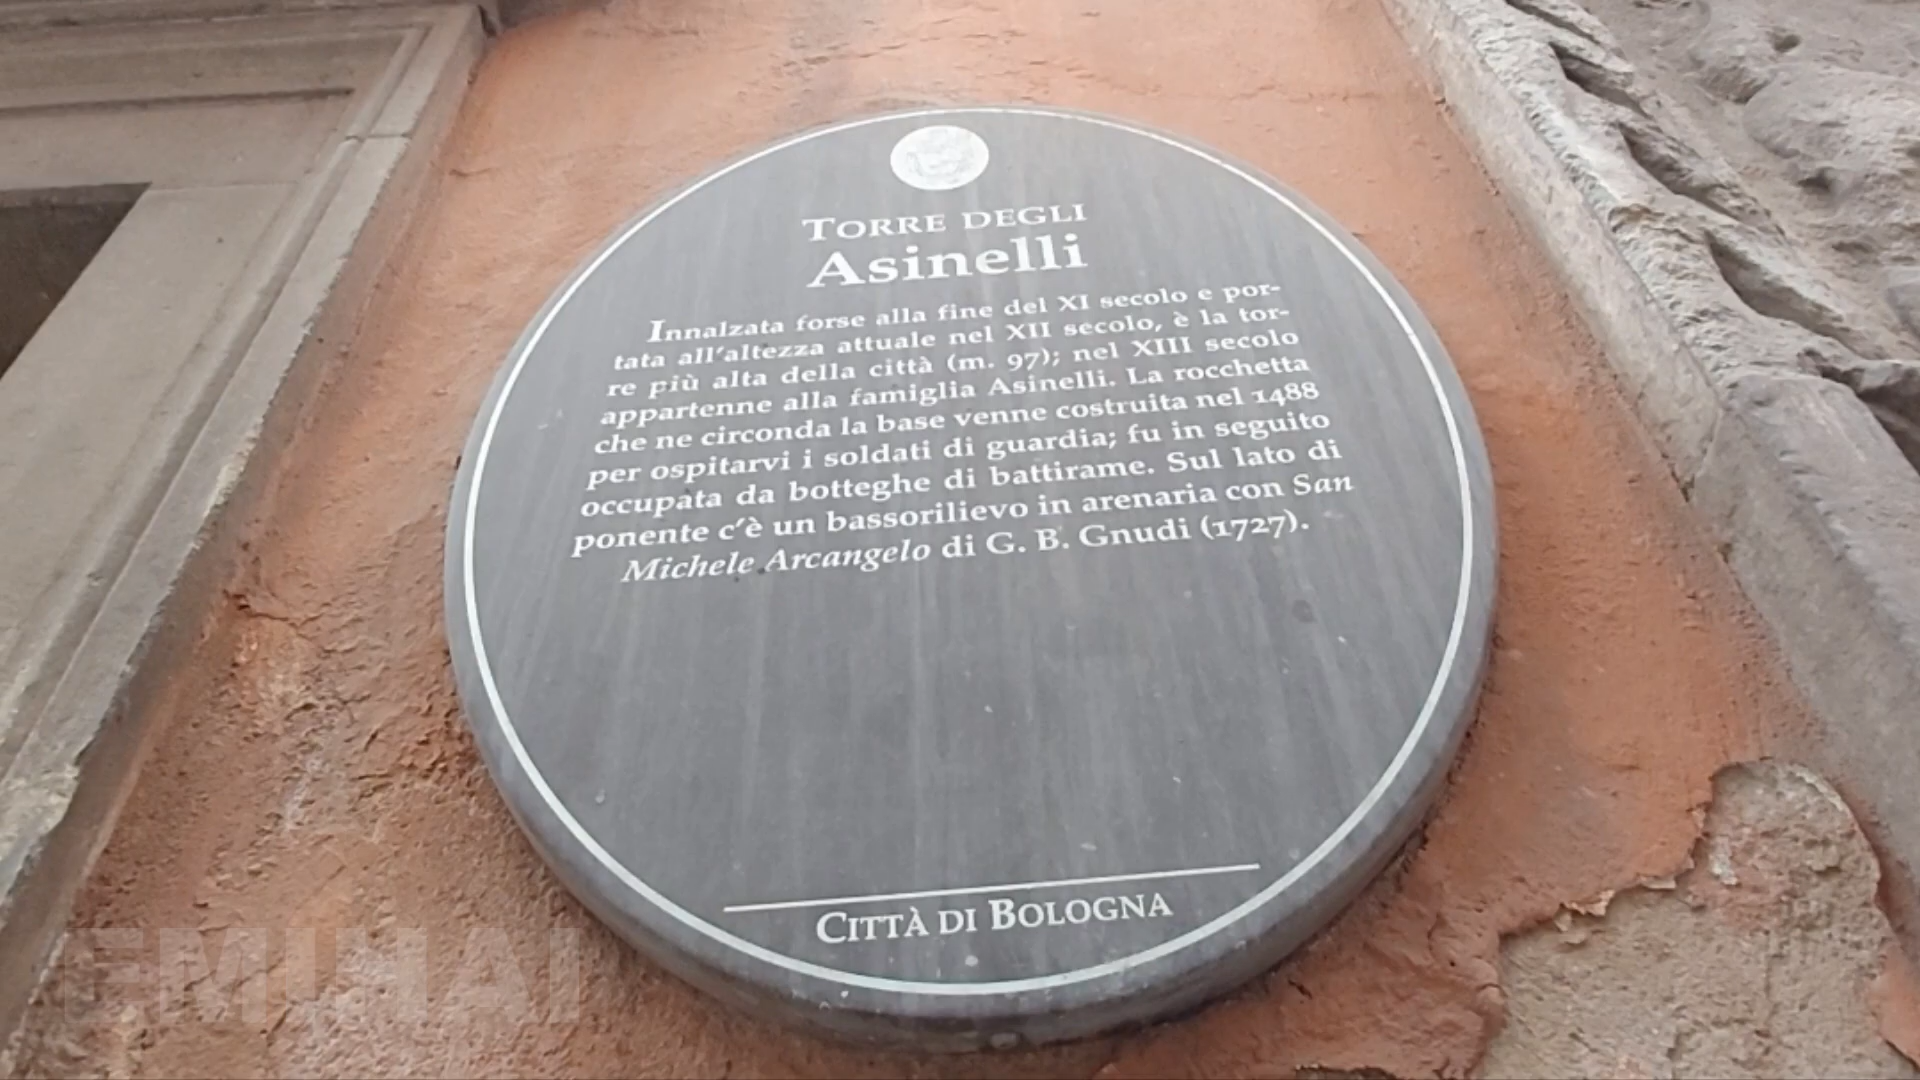 TORRE DEGLI
Asinelli
Innalzata forse alla fine del XI secolo e por-
tata all'altezza attuale nel XII secolo, è la tor-
re più alta della città (m. 97); nel XIII secolo
appartenne alla famiglia Asinelli. La rocchetta
che ne circonda la base venne costruita nel 1488
per ospitarvi i soldati di guardia; fu in seguito
occupata da botteghe di battirame. Sul lato di
ponente c'è un bassorilievo in arenaria con San
Michele Arcangelo di G. B. Gnudi (1727).
CITTÀ DI BOLOGNA
EMIHAI